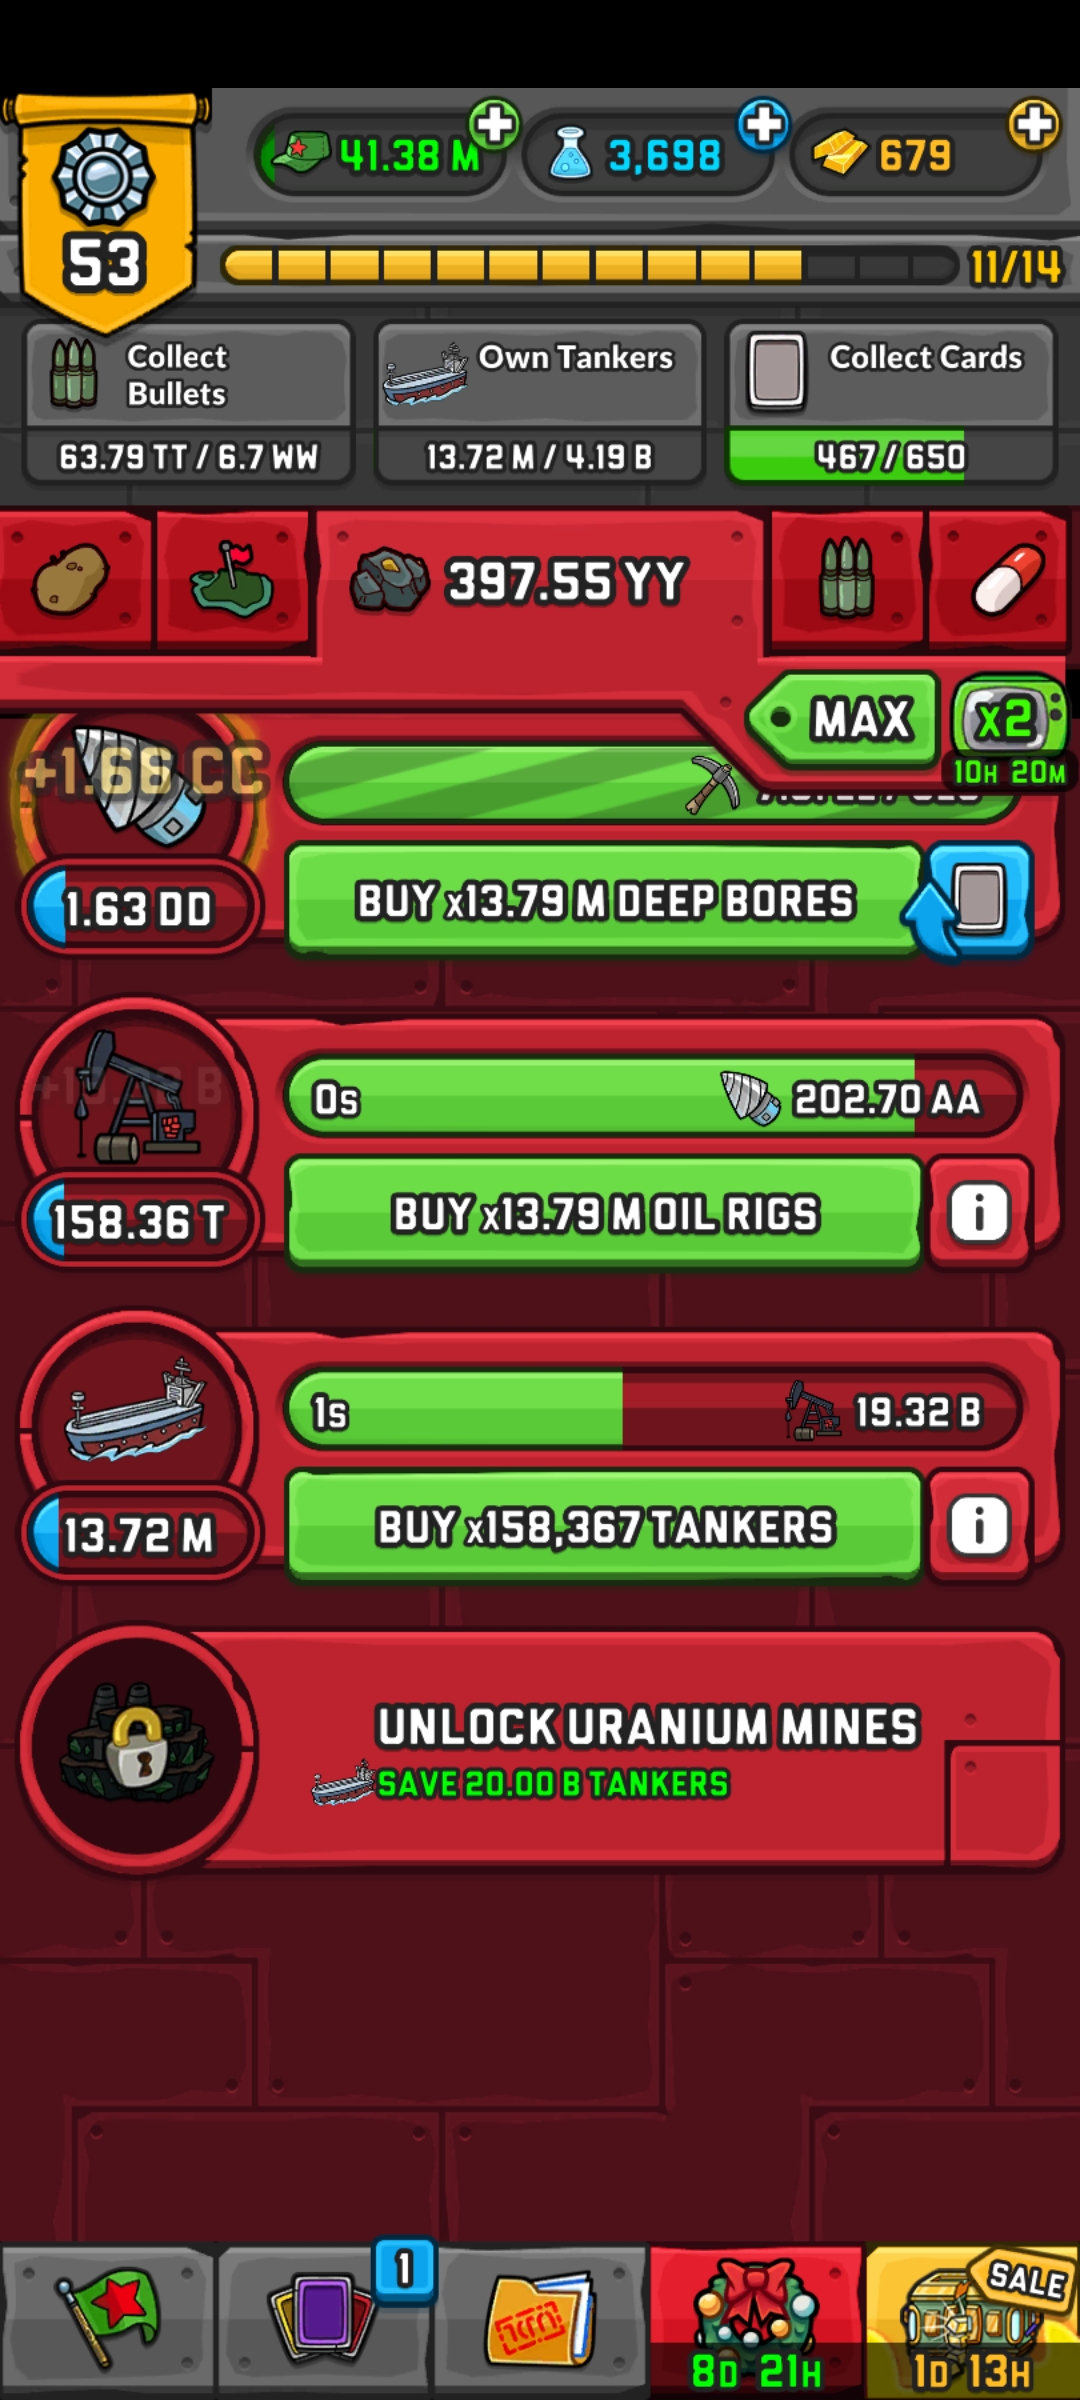 41.38 M
3,698
679
53
11/14
Collect
Bullets
Own Tankers
Collect Cards
63.79 TT / 6.7 WW
13.72 M / 4.19 B
467 / 650
397.55 YY
MAX
x2
10H 20M
+1.66 CC
1.63 DD
BUY x13.79 M DEEP BORES
0s
202.70 AA
158.36 T
BUY x13.79 M OIL RIGS
i
1s
19.32 B
13.72 M
BUY x158,367 TANKERS
i
UNLOCK URANIUM MINES
SAVE 20.00 B TANKERS
1
SALE
8D 21H
1D 13H